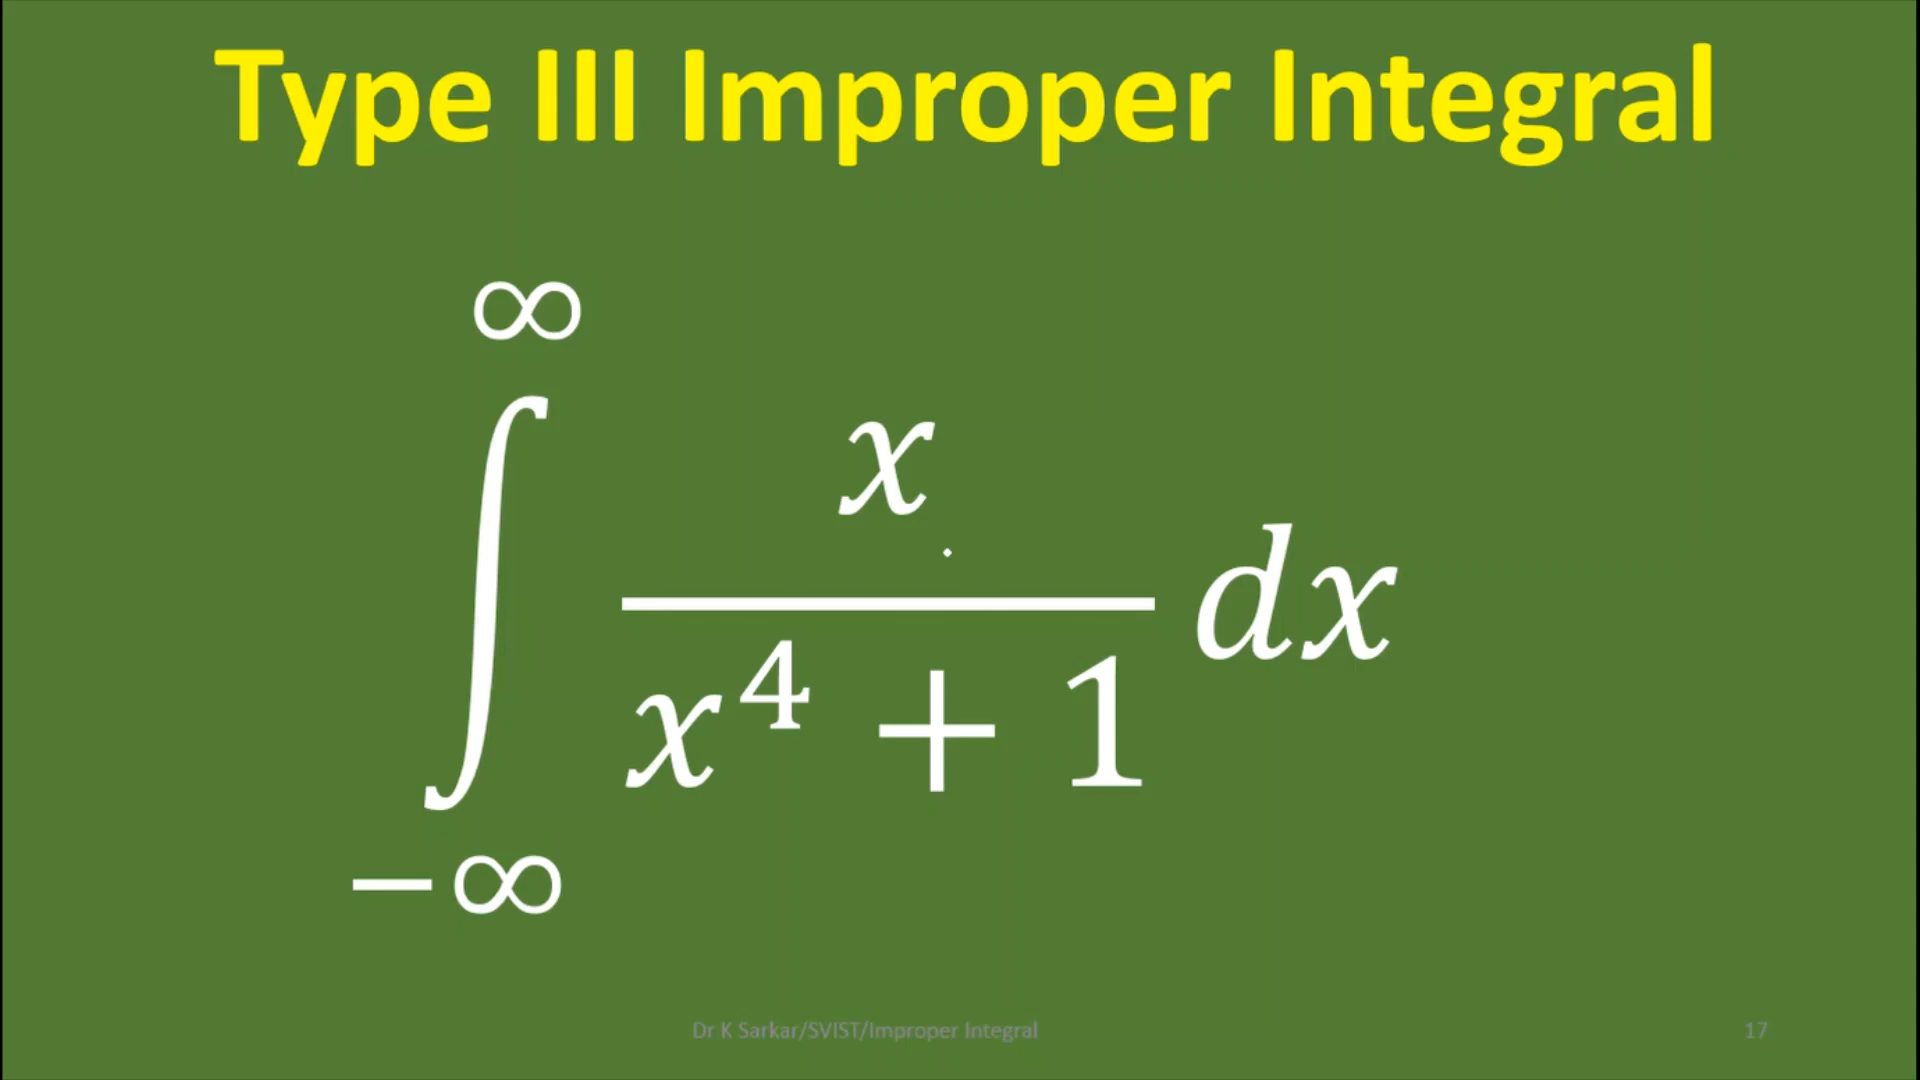 Type III Improper Integral
∞
∫ x
x⁴ + 1 dx
−∞
Dr K Sarkar/SVIST/Improper Integral 17